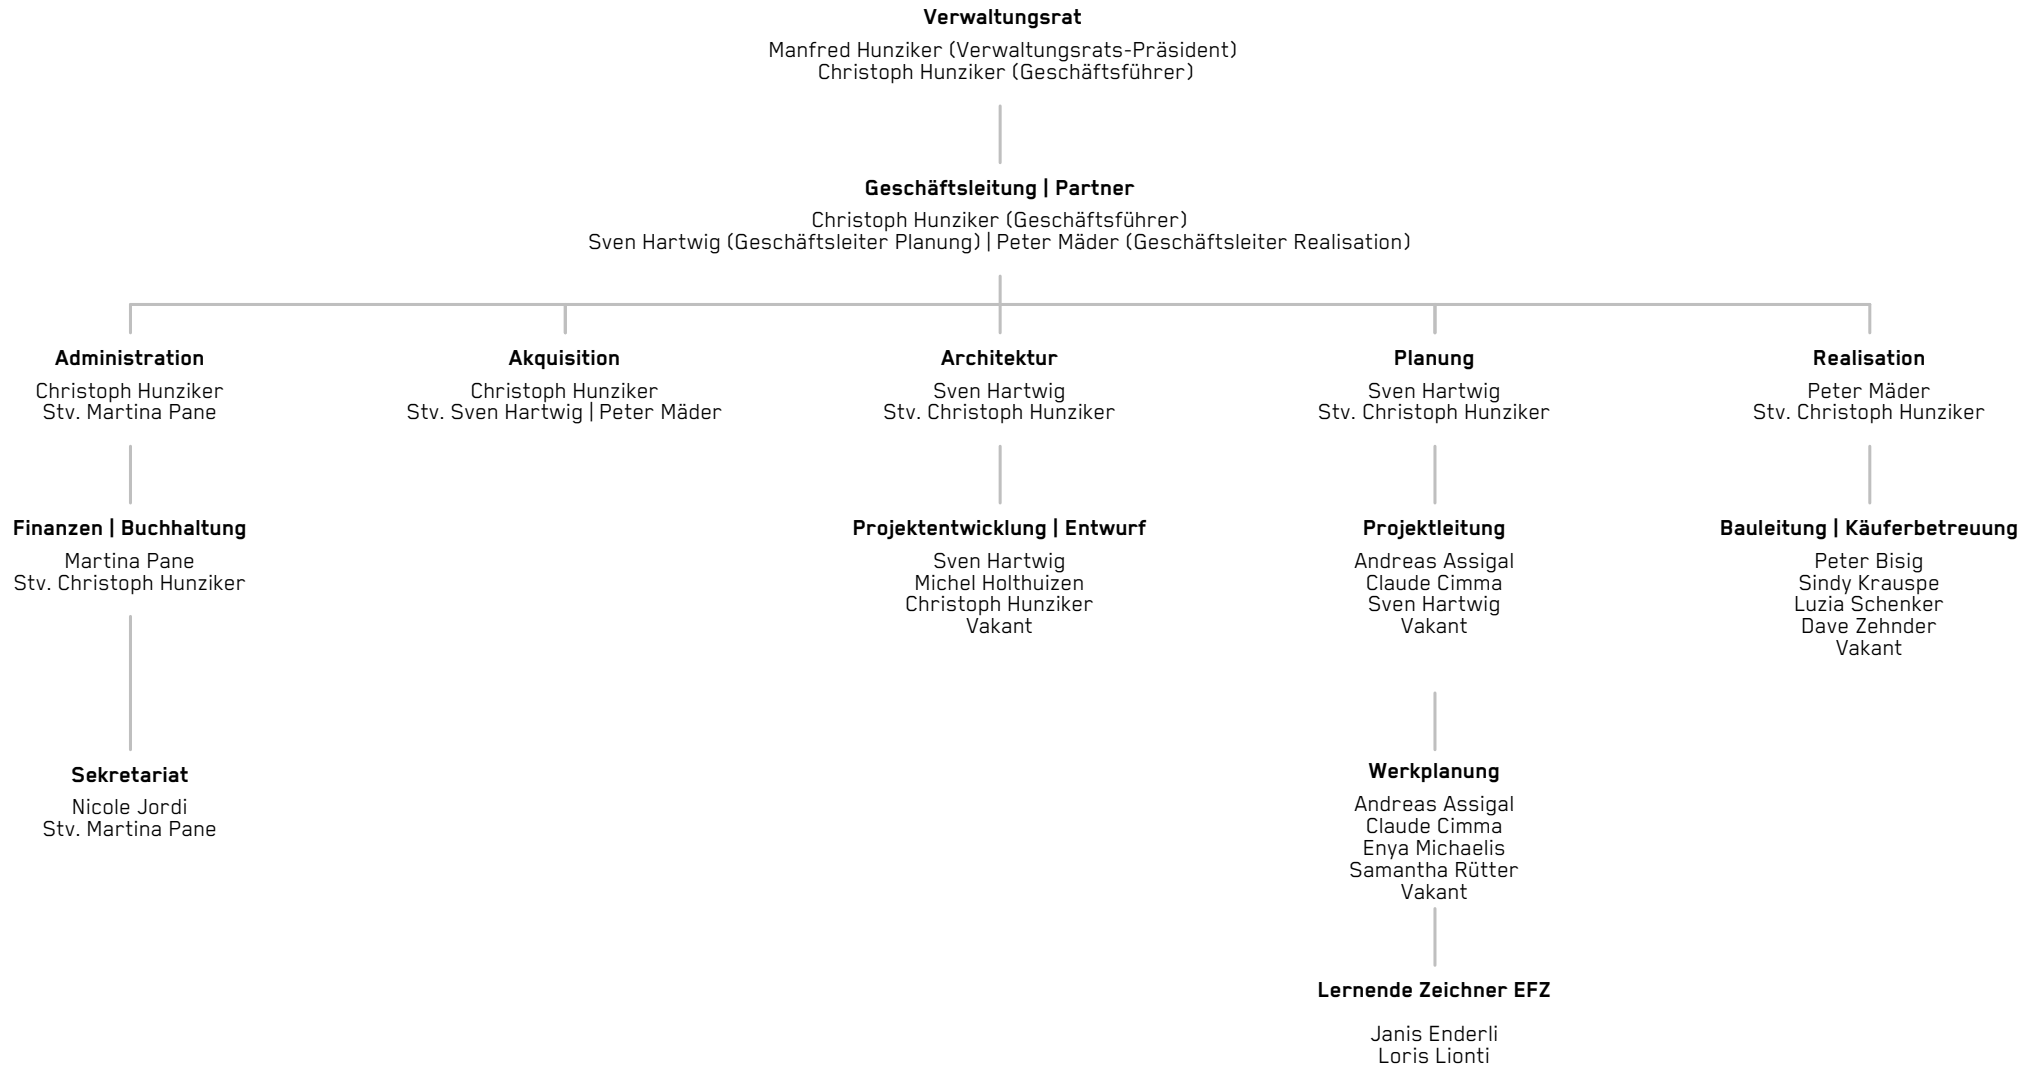 Verwaltungsrat
Manfred Hunziker (Verwaltungsrats-Präsident)
Christoph Hunziker (Geschäftsführer)
Geschäftsleitung | Partner
Christoph Hunziker (Geschäftsführer)
Sven Hartwig (Geschäftsleiter Planung) | Peter Mäder (Geschäftsleiter Realisation)
Administration
Christoph Hunziker
Stv. Martina Pane
Akquisition
Christoph Hunziker
Stv. Sven Hartwig | Peter Mäder
Architektur
Sven Hartwig
Stv. Christoph Hunziker
Planung
Sven Hartwig
Stv. Christoph Hunziker
Realisation
Peter Mäder
Stv. Christoph Hunziker
Finanzen | Buchhaltung
Martina Pane
Stv. Christoph Hunziker
Projektentwicklung | Entwurf
Sven Hartwig
Michel Holthuizen
Christoph Hunziker
Vakant
Projektleitung
Andreas Assigal
Claude Cimma
Sven Hartwig
Vakant
Bauleitung | Käuferbetreuung
Peter Bisig
Sindy Krauspe
Luzia Schenker
Dave Zehnder
Vakant
Sekretariat
Nicole Jordi
Stv. Martina Pane
Werkplanung
Andreas Assigal
Claude Cimma
Enya Michaelis
Samantha Rütter
Vakant
Lernende Zeichner EFZ
Janis Enderli
Loris Lionti